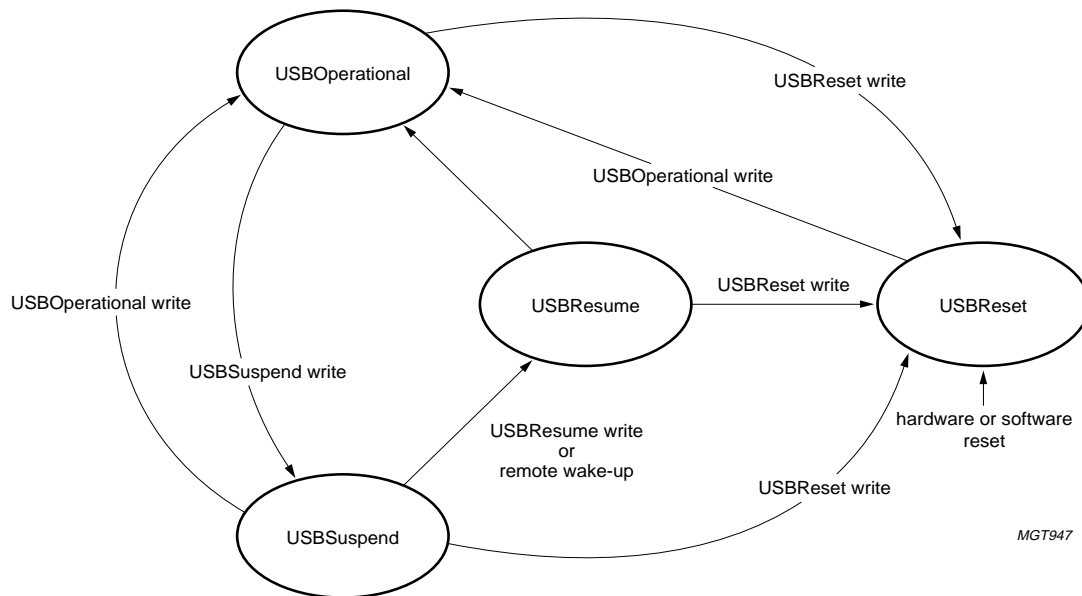 USBOperational
USBReset write
USBOperational write
USBReset write
USBResume
USBReset
USBOperational write
USBSuspend write
hardware or software
reset
USBResume write
or
remote wake-up
USBReset write
USBSuspend
MGT947